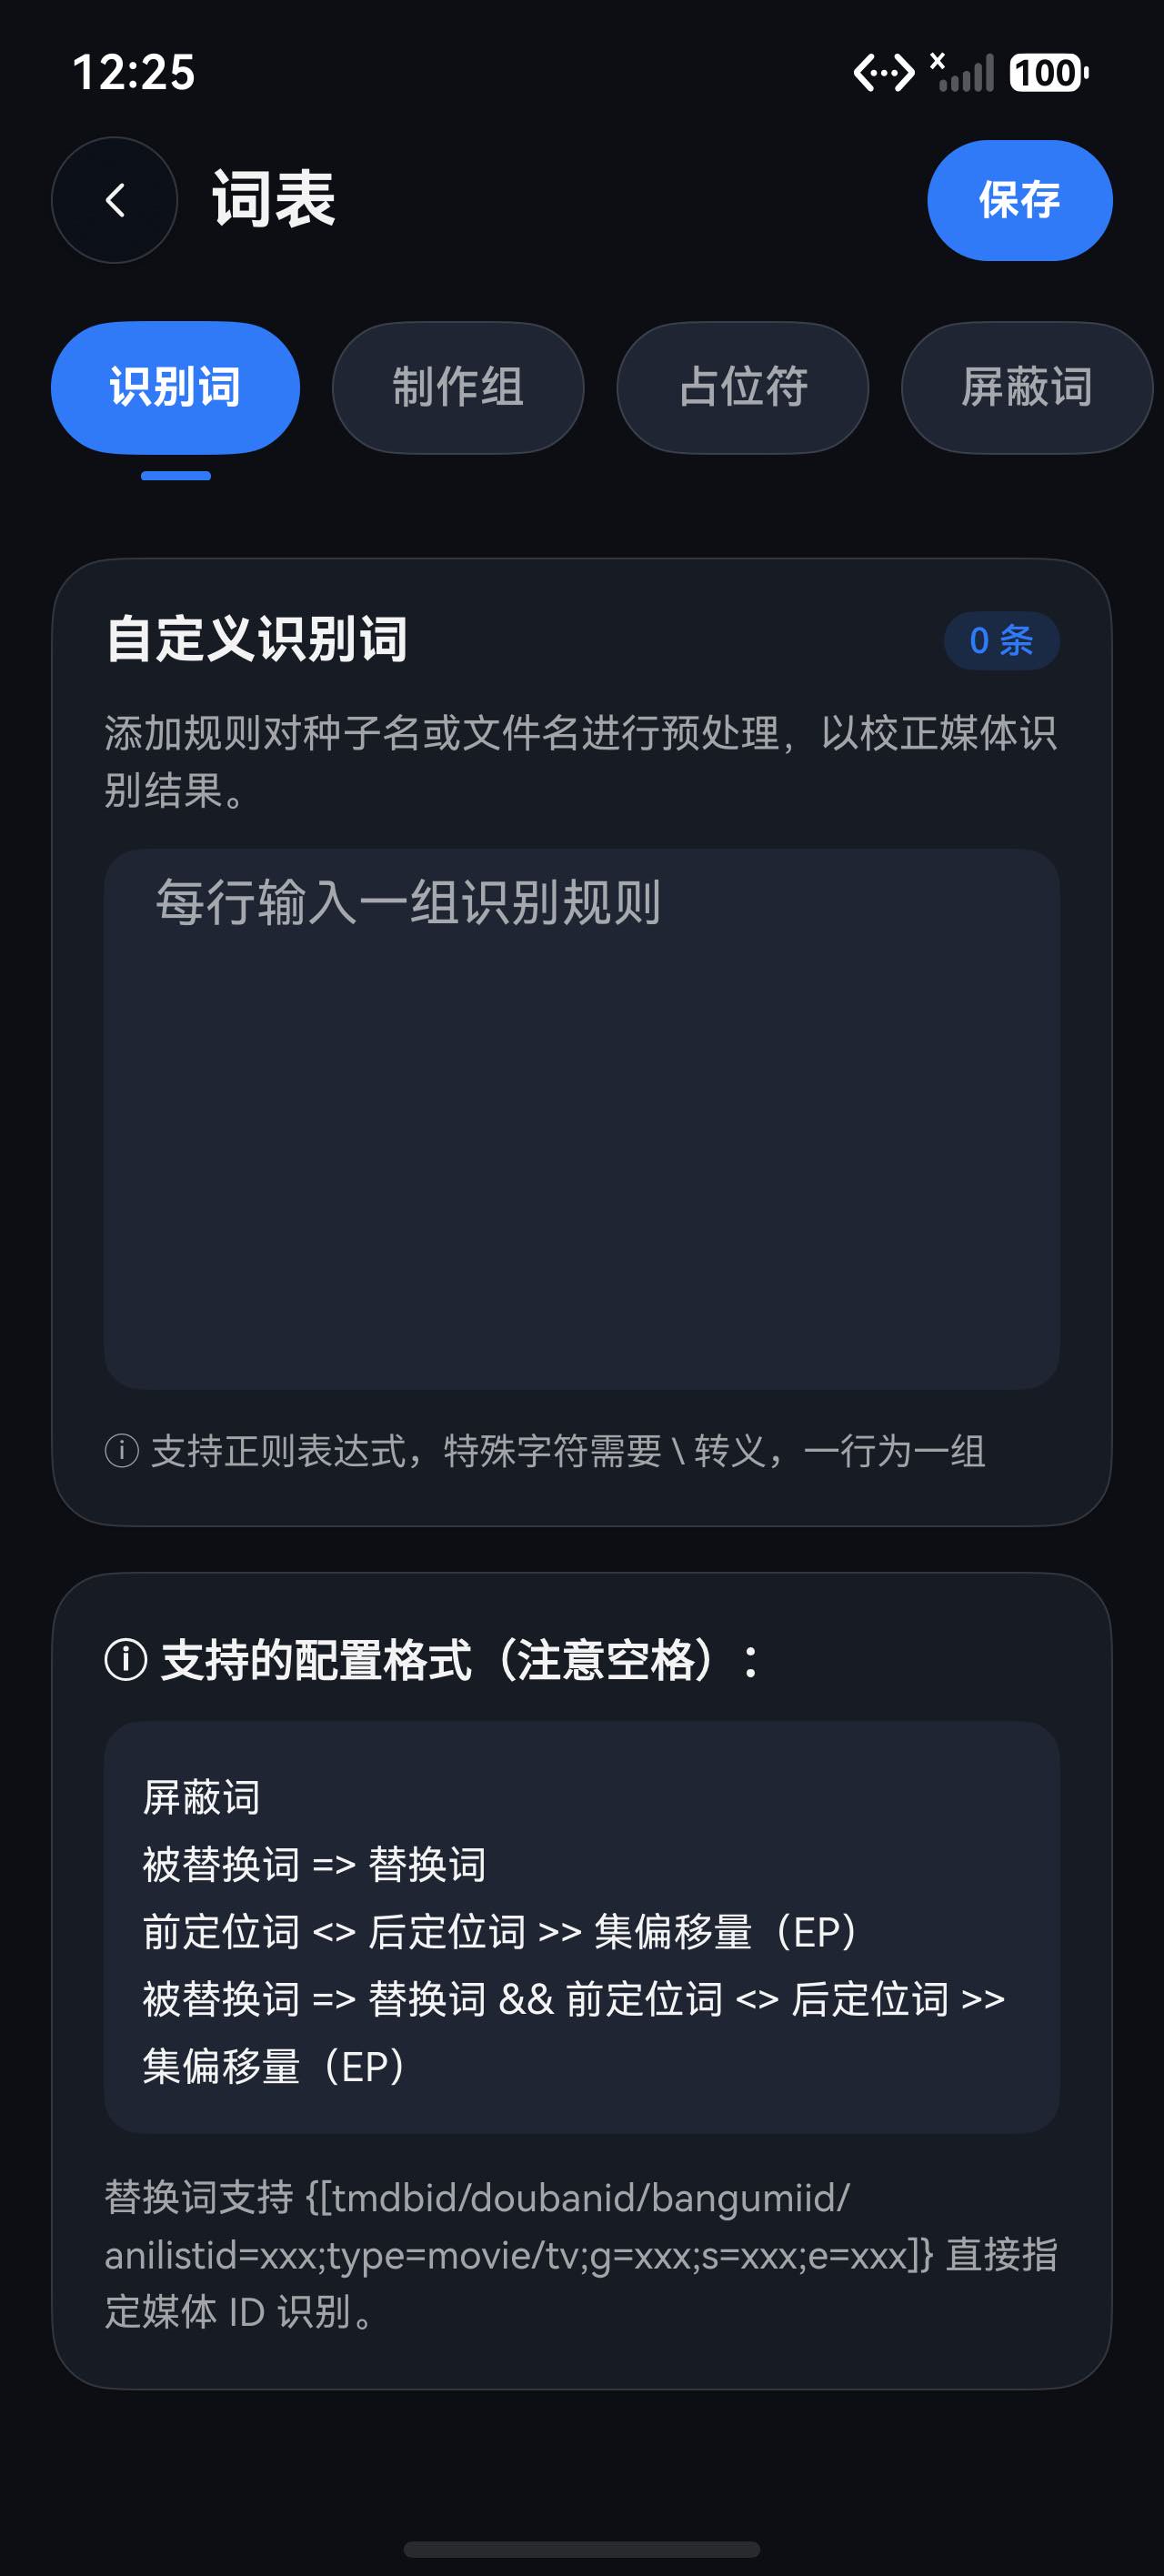 12:25
100
词表
保存
识别词
制作组
占位符
屏蔽词
自定义识别词
0 条
添加规则对种子名或文件名进行预处理，以校正媒体识
别结果。
每行输入一组识别规则
支持正则表达式，特殊字符需要 \ 转义，一行为一组
支持的配置格式（注意空格）：
屏蔽词
被替换词 => 替换词
前定位词 <> 后定位词 >> 集偏移量（EP）
被替换词 => 替换词 && 前定位词 <> 后定位词 >>
集偏移量（EP）
替换词支持 {[tmdbid/doubanid/bangumiid/
anilistid=xxx;type=movie/tv;g=xxx;s=xxx;e=xxx]} 直接指
定媒体 ID 识别。